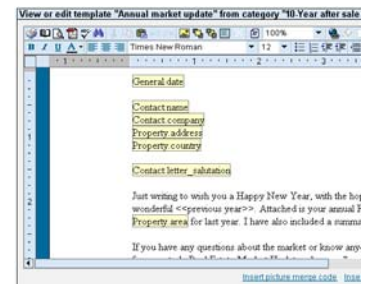 View or edit template "Annual market update" from category "10-Year after sale
Times New Roman 12 100%
General date
Contact name
Contact company
Property address
Property country
Contact letter_salutation
Just writing to wish you a Happy New Year, with the hop
wonderful <<previous year>>. Attached is your annual
Property area for last year. I have also included a summa
If you have any questions about the market or know any
Insert picture merge code Inse